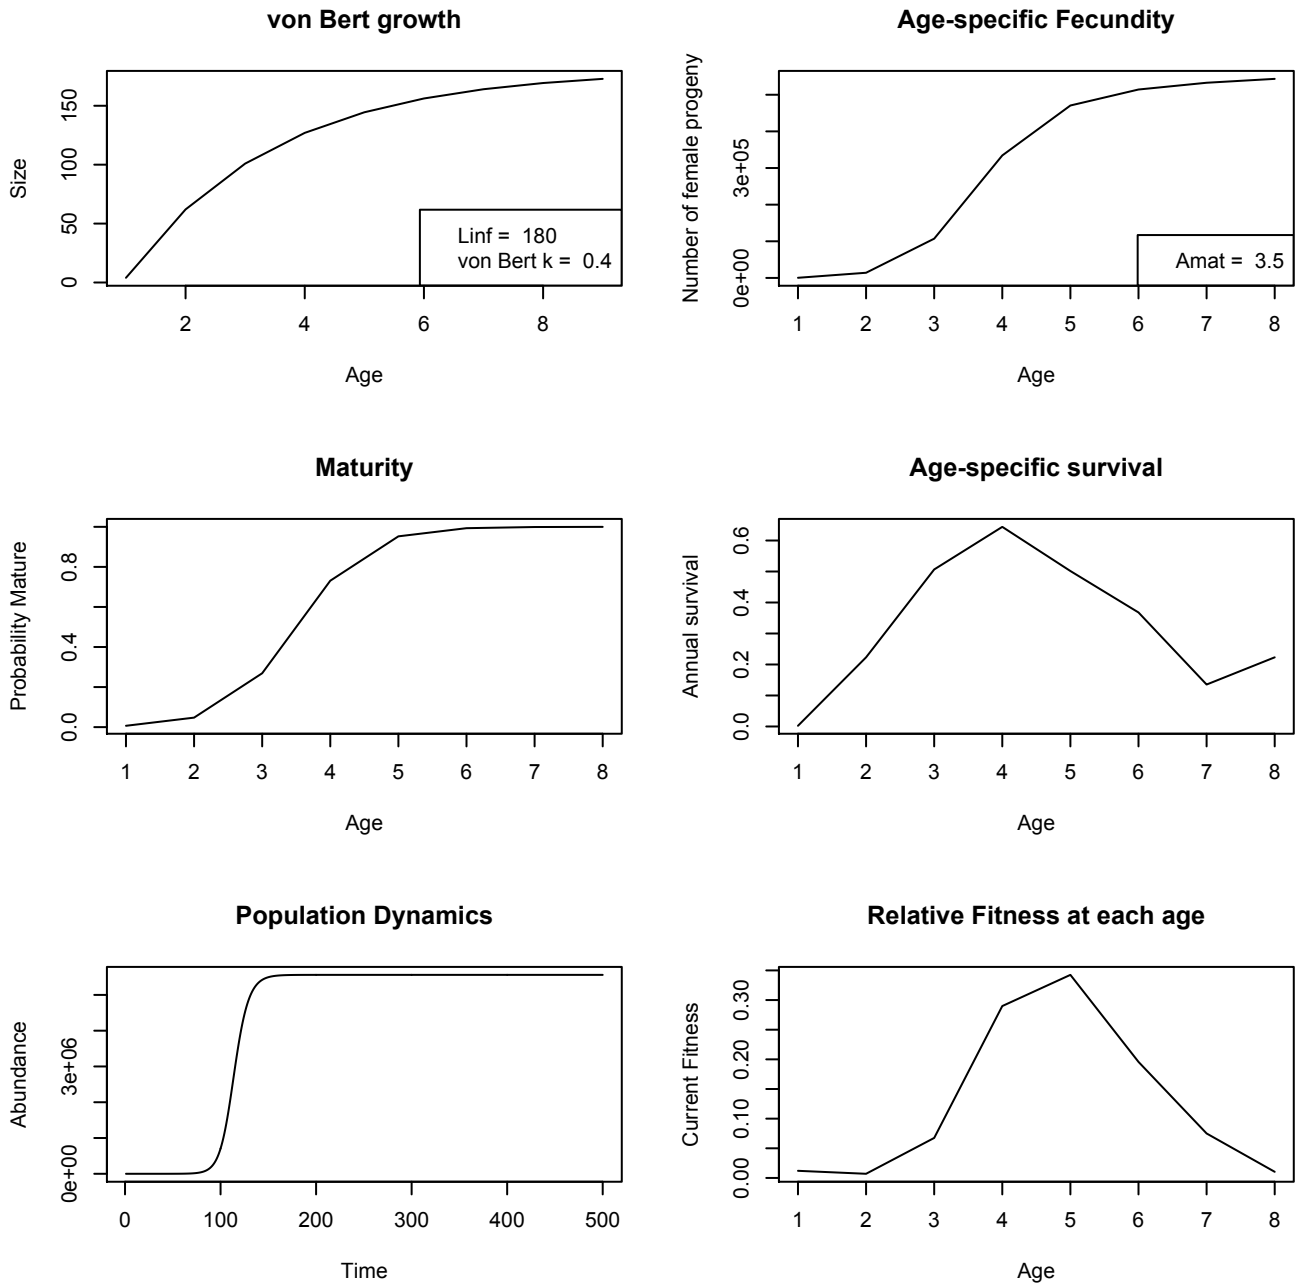 von Bert growth
Size
0
50
100
150
Linf = 180
von Bert k = 0.4
2
4
6
8
Age
Age-specific Fecundity
Number of female progeny
0e+00
3e+05
Amat = 3.5
1
2
3
4
5
6
7
8
Age
Maturity
Probability Mature
0.0
0.4
0.8
1
2
3
4
5
6
7
8
Age
Age-specific survival
Annual survival
0.0
0.2
0.4
0.6
1
2
3
4
5
6
7
8
Age
Population Dynamics
Abundance
0e+00
3e+06
0
100
200
300
400
500
Time
Relative Fitness at each age
Current Fitness
0.00
0.10
0.20
0.30
1
2
3
4
5
6
7
8
Age